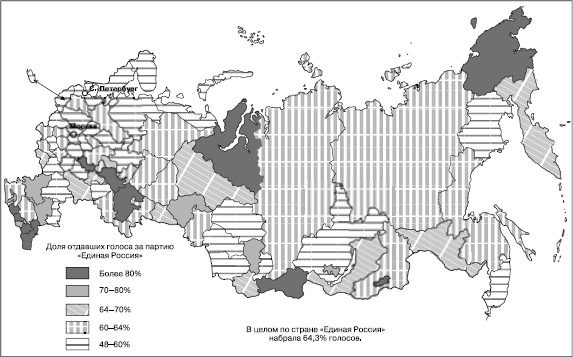 С. Петербург
Москва
Доля отдавших голоса за партию
«Единая Россия»
Более 80%
70–80%
64–70%
60–64%
48–60%
В целом по стране «Единая Россия»
набрала 64,3% голосов.